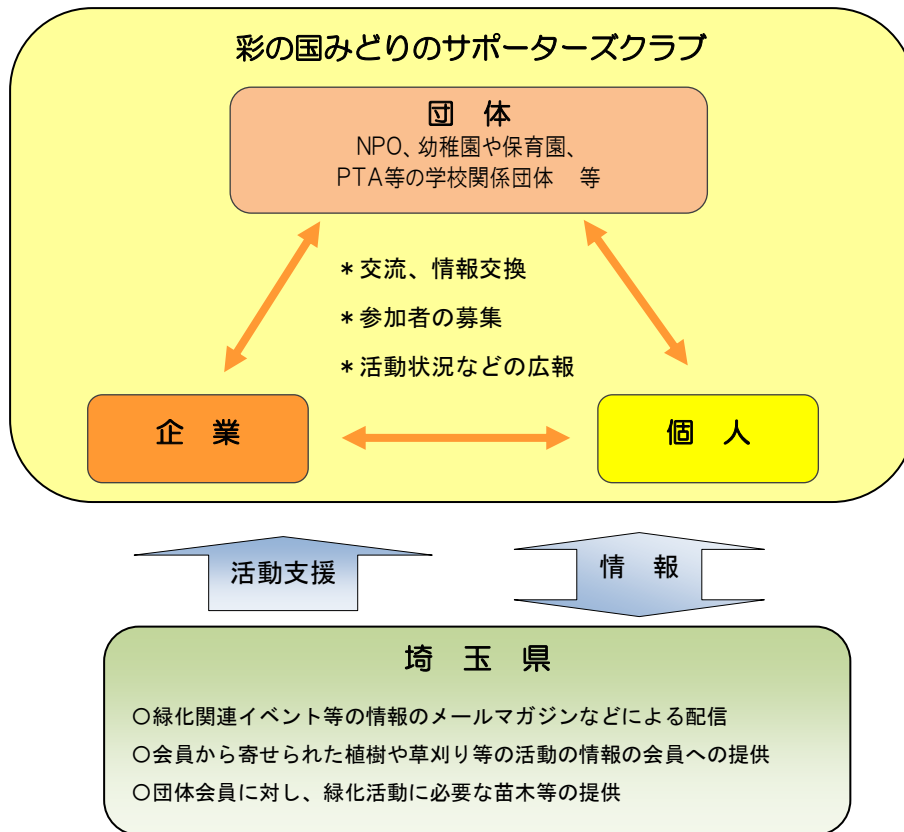 彩の国みどりのサポーターズクラブ
団　体
NPO、幼稚園や保育園、
PTA等の学校関係団体　等
＊交流、情報交換
＊参加者の募集
＊活動状況などの広報
企　業
個　人
活動支援
情　報
埼　玉　県
〇緑化関連イベント等の情報のメールマガジンなどによる配信
〇会員から寄せられた植樹や草刈り等の活動の情報の会員への提供
〇団体会員に対し、緑化活動に必要な苗木等の提供